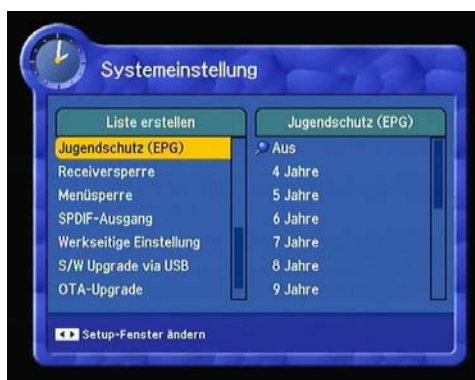 Systemeinstellung
Liste erstellen
Jugendschutz (EPG)
Receiversperre
Menüsperre
SPDIF-Ausgang
Werkseitige Einstellung
S/W Upgrade via USB
OTA-Upgrade
Jugendschutz (EPG)
Aus
4 Jahre
5 Jahre
6 Jahre
7 Jahre
8 Jahre
9 Jahre
Setup-Fenster ändern